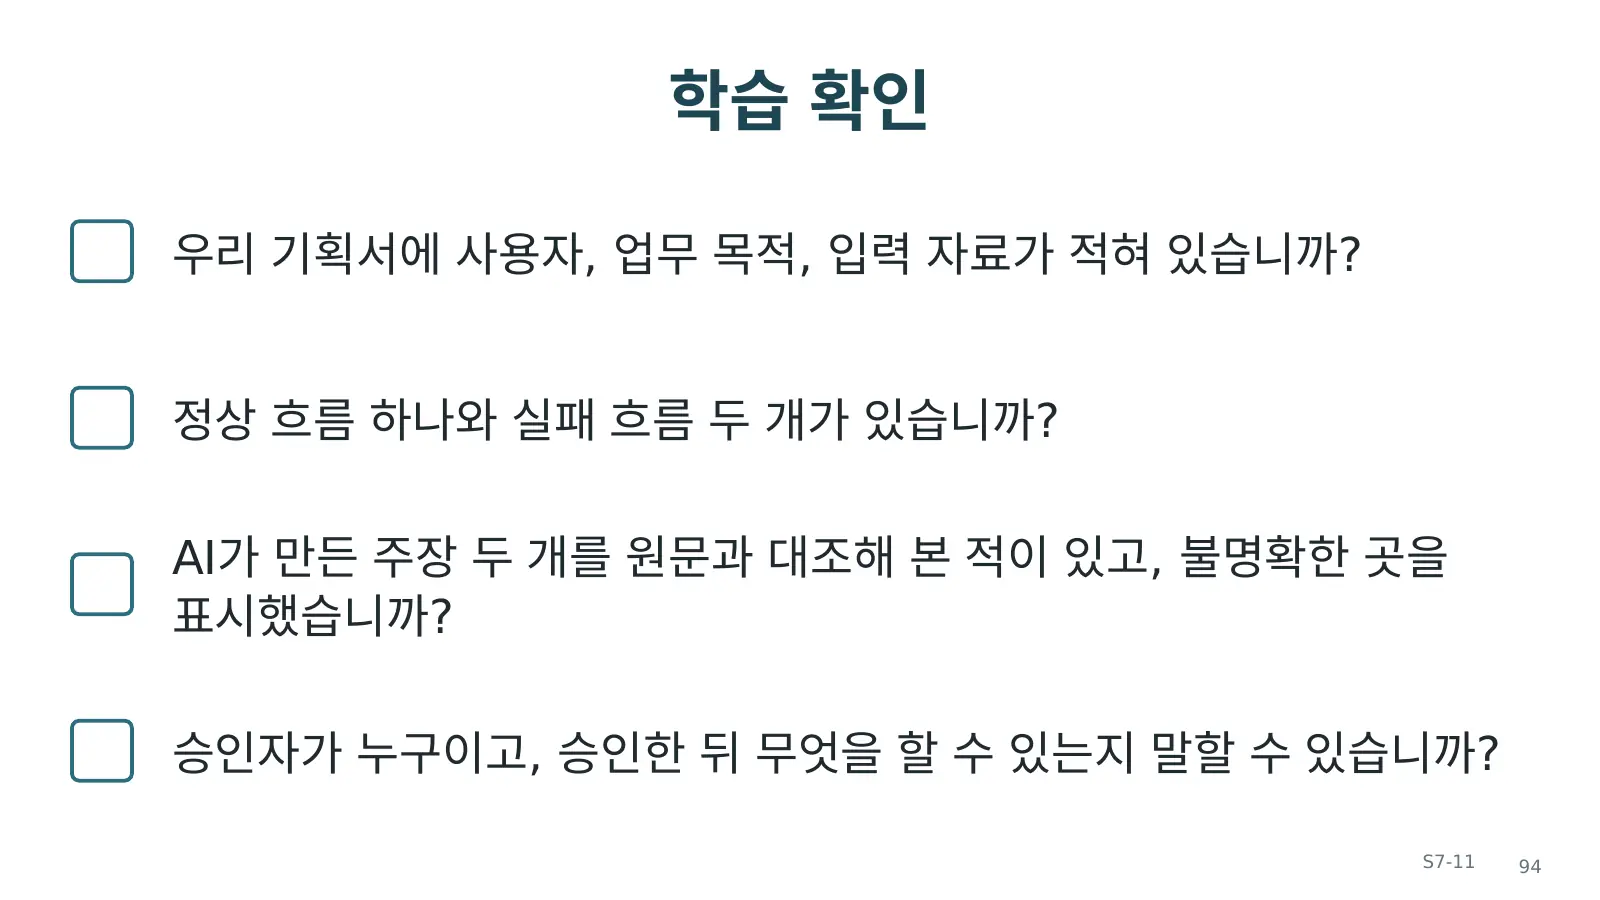 학습 확인
우리 기획서에 사용자, 업무 목적, 입력 자료가 적혀 있습니까?
정상 흐름 하나와 실패 흐름 두 개가 있습니까?
AI가 만든 주장 두 개를 원문과 대조해 본 적이 있고, 불명확한 곳을
표시했습니까?
승인자가 누구이고, 승인한 뒤 무엇을 할 수 있는지 말할 수 있습니까?
S7-11
94